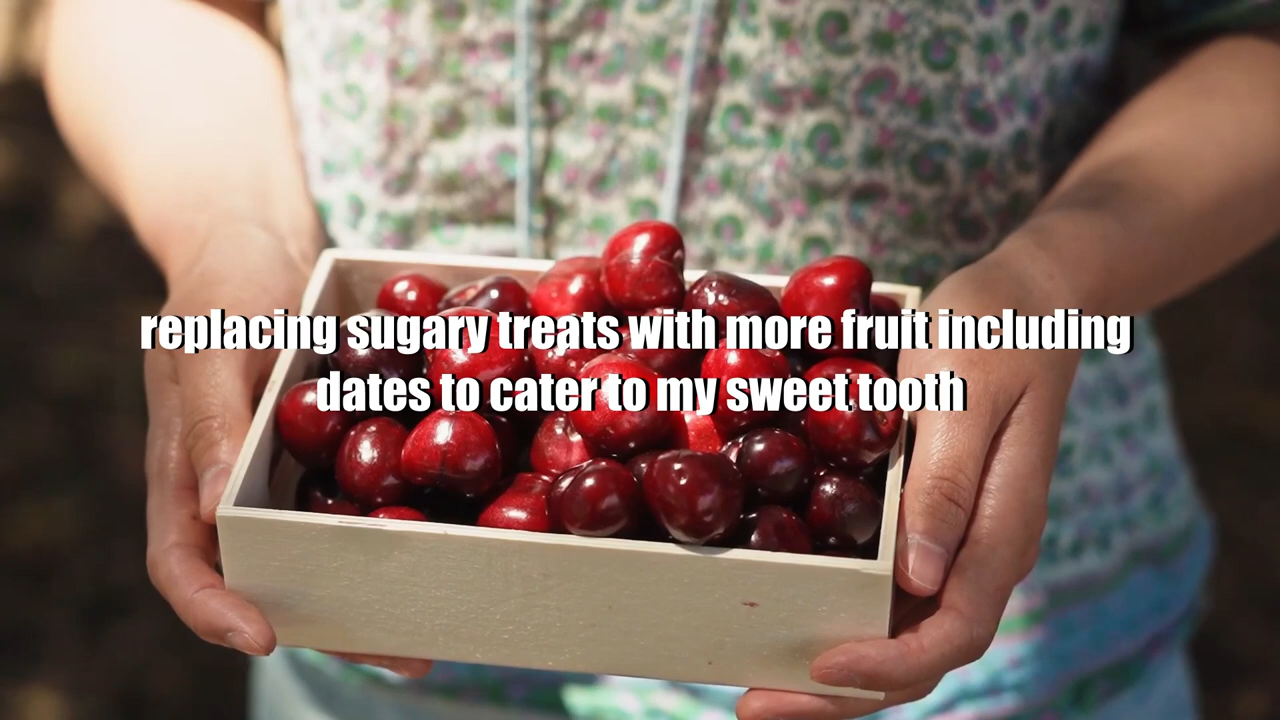 replacing sugary treats with more fruit including
dates to cater to my sweet tooth